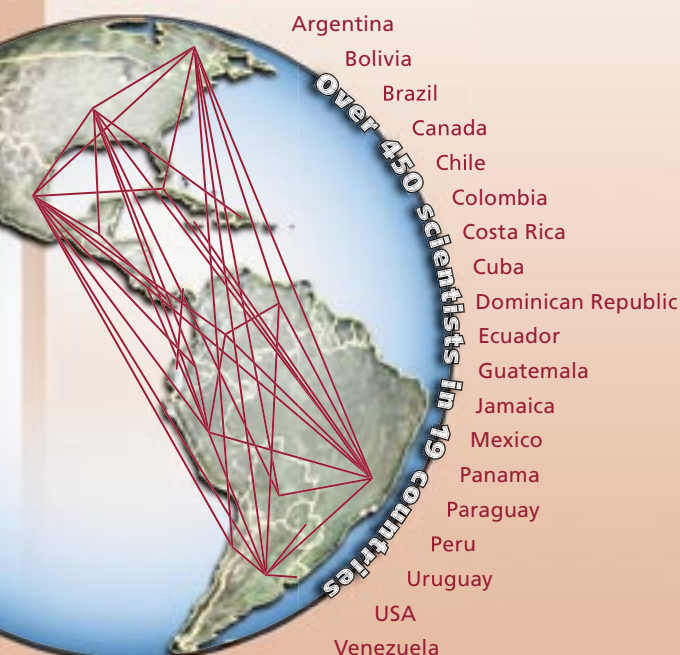 Over 450 scientists in 19 countries
Argentina
Bolivia
Brazil
Canada
Chile
Colombia
Costa Rica
Cuba
Dominican Republic
Ecuador
Guatemala
Jamaica
Mexico
Panama
Paraguay
Peru
Uruguay
USA
Venezuela